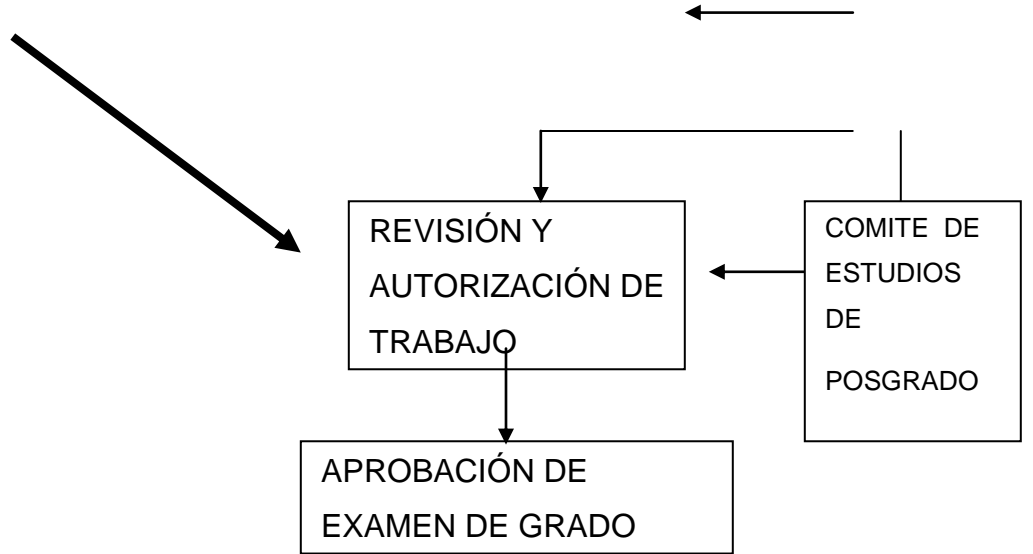 REVISIÓN Y
AUTORIZACIÓN DE
TRABAJO
COMITE DE
ESTUDIOS
DE
POSGRADO
APROBACIÓN DE
EXAMEN DE GRADO